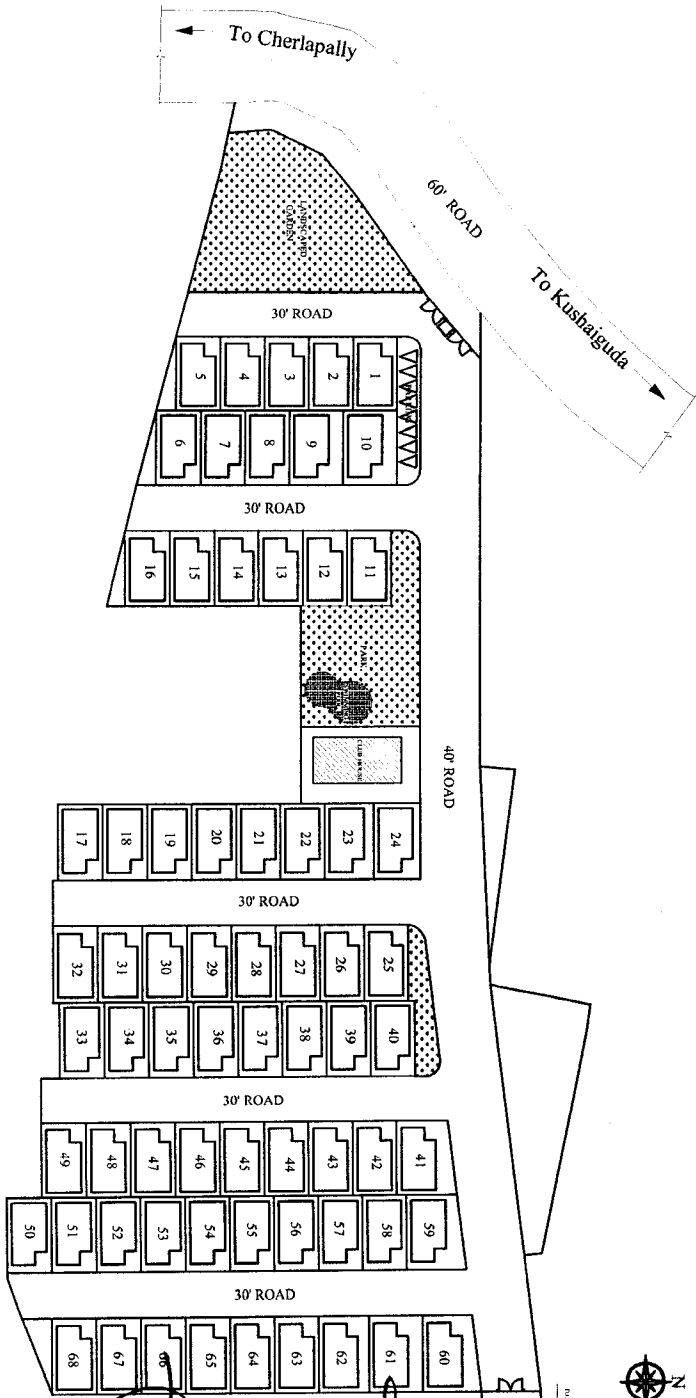 To Cherlapally
60' ROAD
To Kushaiguda
LANDSCAPED
GARDEN
30' ROAD
5 4 3 2 1
6 7 8 9 10
30' ROAD
16 15 14 13 12 11
PARK
CLUB HOUSE
40' ROAD
17 18 19 20 21 22 23 24
30' ROAD
32 31 30 29 28 27 26 25
33 34 35 36 37 38 39 40
30' ROAD
49 48 47 46 45 44 43 42 41
50 51 52 53 54 55 56 57 58 59
30' ROAD
68 67 66 65 64 63 62 61 60
N